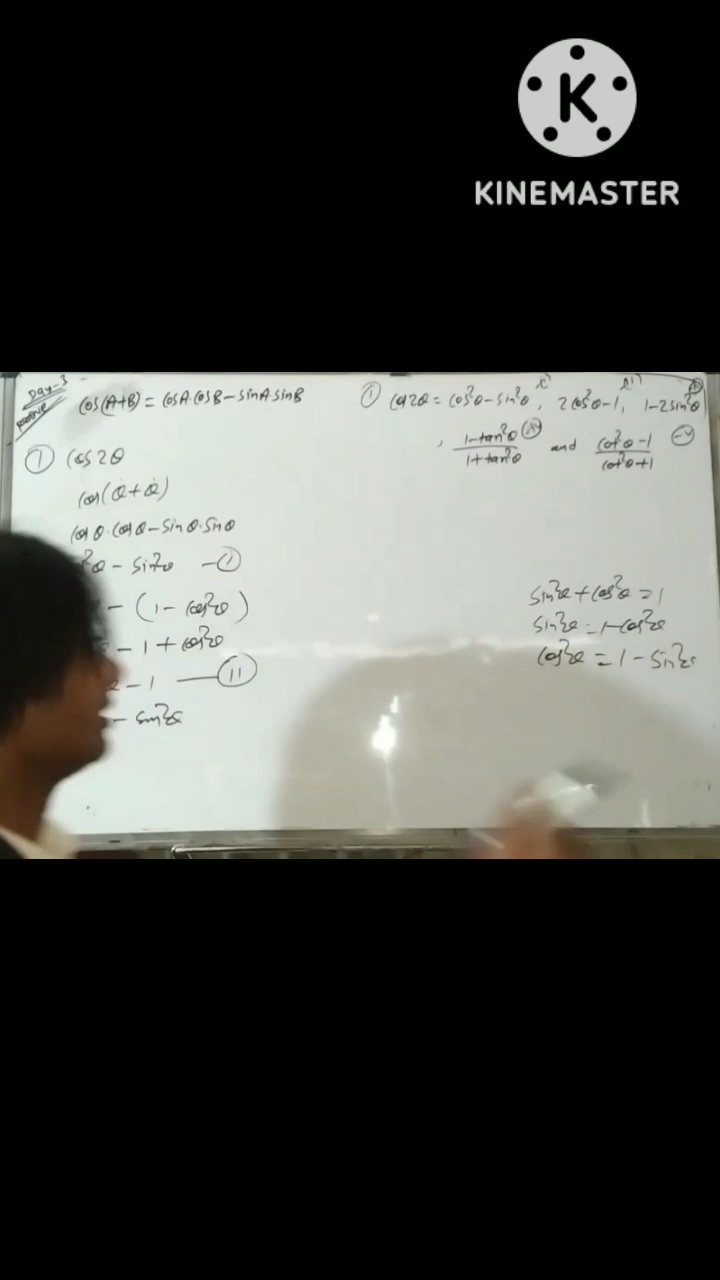 KINEMASTER
Day-3
prove
cos(A+B) = cosA.cosB-sinA.sinB
① cos2θ = cos²θ-sin²θ, 2cos²θ-1, 1-2sin²θ
, 1-tan²θ/1+tan²θ and cot²θ-1/cot²θ+1
① cos2θ
cos(θ+θ)
cosθ.cosθ-sinθ.sinθ
²θ - sin²θ - ①
- (1-cos²θ)
- 1 + cos²θ
- 1 — ⑪
- sin²θ
sin²θ + cos²θ = 1
sin²θ = 1-cos²θ
cos²θ = 1 - sin²θ